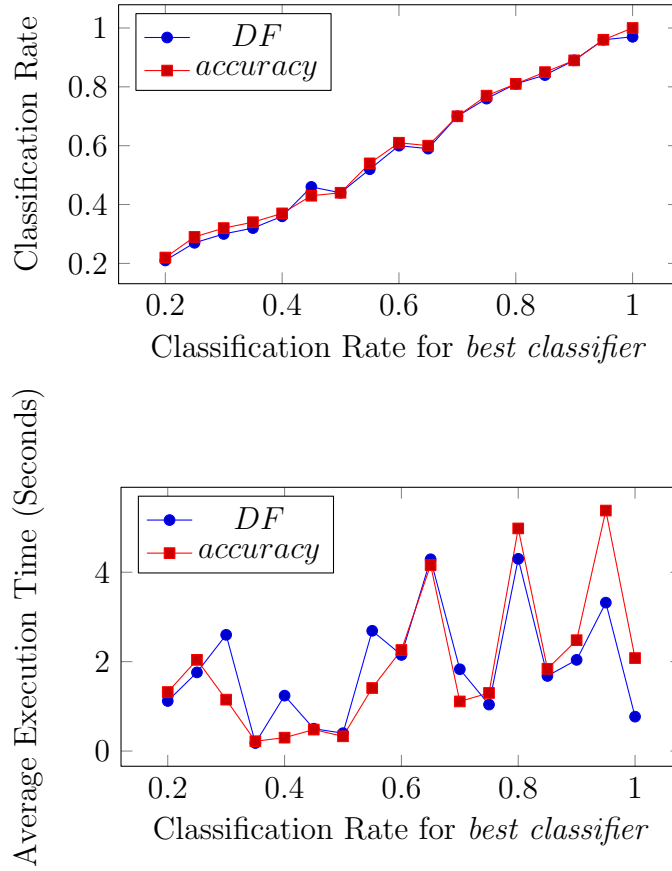 Classification Rate
1
0.8
0.6
0.4
0.2
DF
accuracy
0.2 0.4 0.6 0.8 1
Classification Rate for best classifier
Average Execution Time (Seconds)
4
2
0
DF
accuracy
0.2 0.4 0.6 0.8 1
Classification Rate for best classifier